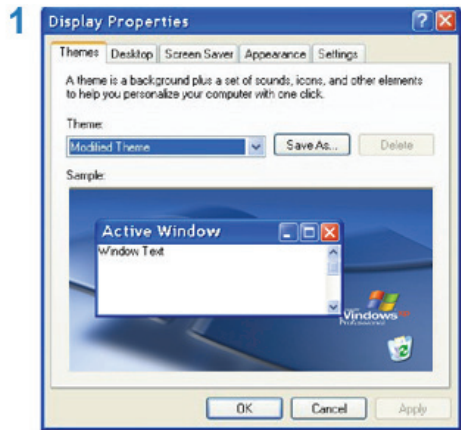 1
Display Properties
Themes Desktop Screen Saver Appearance Settings
A theme is a background plus a set of sounds, icons, and other elements
to help you personalize your computer with one click.
Theme:
Modified Theme Save As... Delete
Sample:
Active Window
Window Text
Windows
Professional
OK Cancel Apply